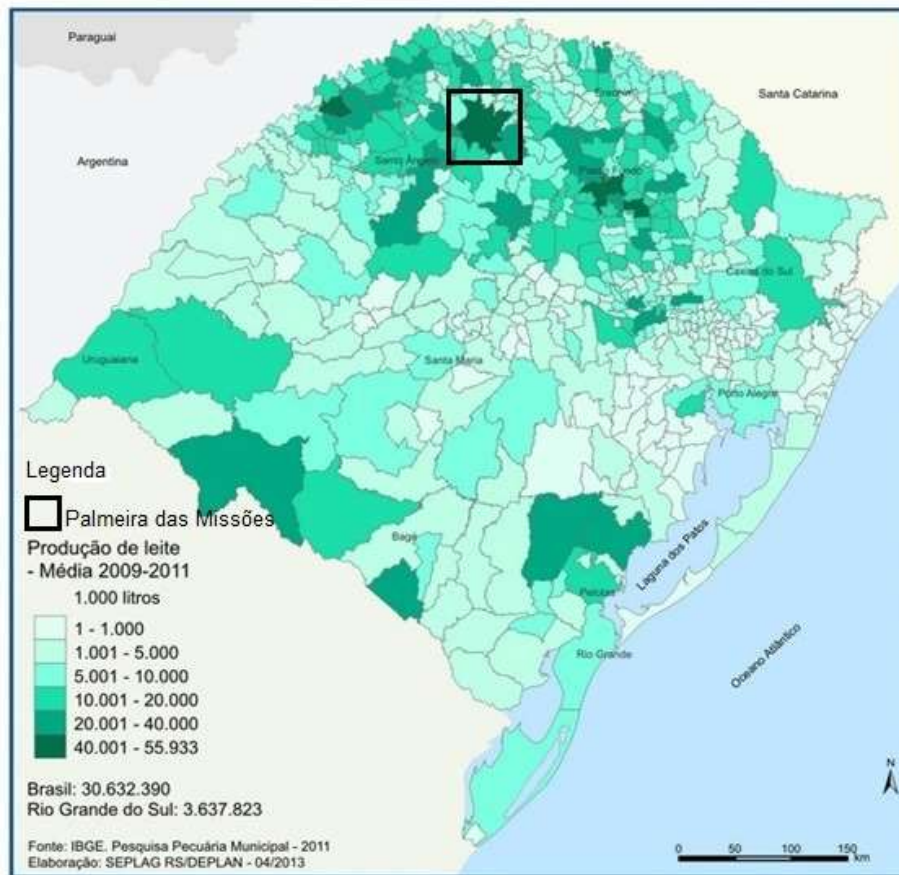 Paraguai
Santa Catarina
Argentina
Erechim
Santo Ângelo
Passo Fundo
Caxias do Sul
Uruguaiana
Santa Maria
Porto Alegre
Legenda
Palmeira das Missões
Produção de leite
- Média 2009-2011
1.000 litros
1 - 1.000
1.001 - 5.000
5.001 - 10.000
10.001 - 20.000
20.001 - 40.000
40.001 - 55.933
Bagé
Laguna dos Patos
Pelotas
Rio Grande
Oceano Atlântico
Brasil: 30.632.390
Rio Grande do Sul: 3.637.823
Fonte: IBGE. Pesquisa Pecuária Municipal - 2011
Elaboração: SEPLAG RS/DEPLAN - 04/2013
N
0 50 100 150
km